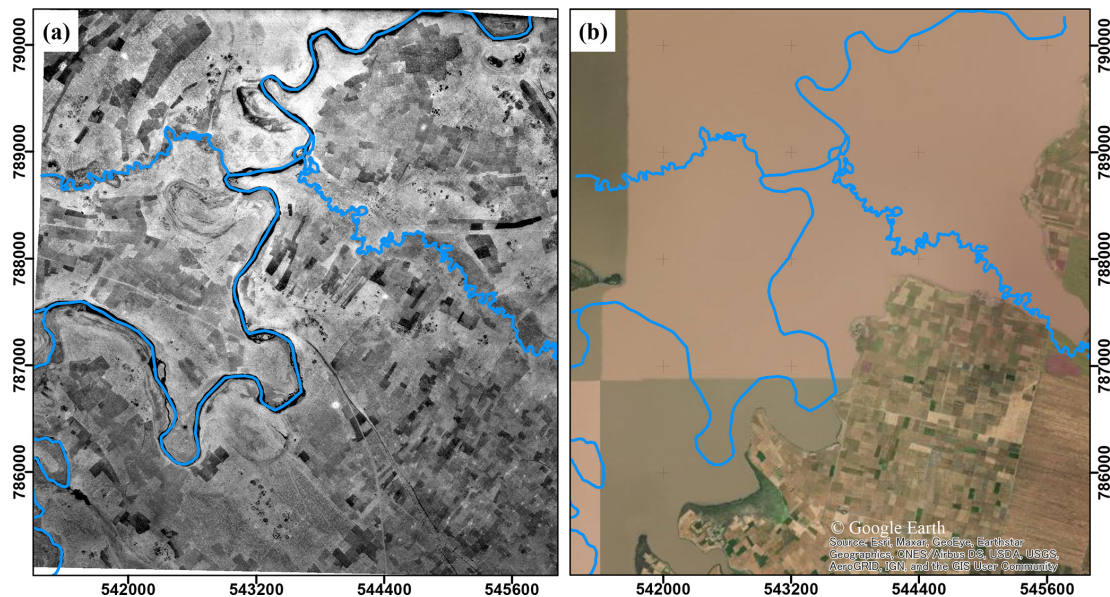 (a)
(b)
790000
789000
788000
787000
786000
790000
789000
788000
787000
786000
542000 543200 544400 545600 542000 543200 544400 545600
© Google Earth
Source: Esri, Maxar, GeoEye, Earthstar
Geographics, CNES/Airbus DS, USDA, USGS,
AeroGRID, IGN, and the GIS User Community